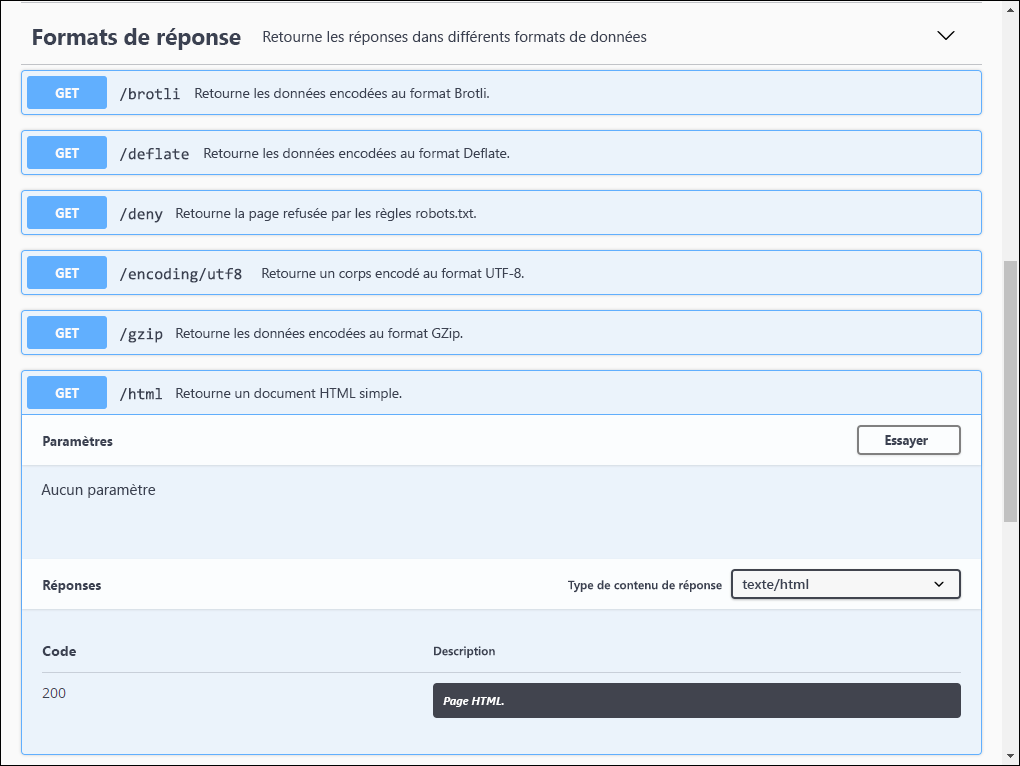 Formats de réponse Retourne les réponses dans différents formats de données
GET /brotli Retourne les données encodées au format Brotli.
GET /deflate Retourne les données encodées au format Deflate.
GET /deny Retourne la page refusée par les règles robots.txt.
GET /encoding/utf8 Retourne un corps encodé au format UTF-8.
GET /gzip Retourne les données encodées au format GZip.
GET /html Retourne un document HTML simple.
Paramètres Essayer
Aucun paramètre
Réponses Type de contenu de réponse texte/html
Code Description
200 Page HTML.